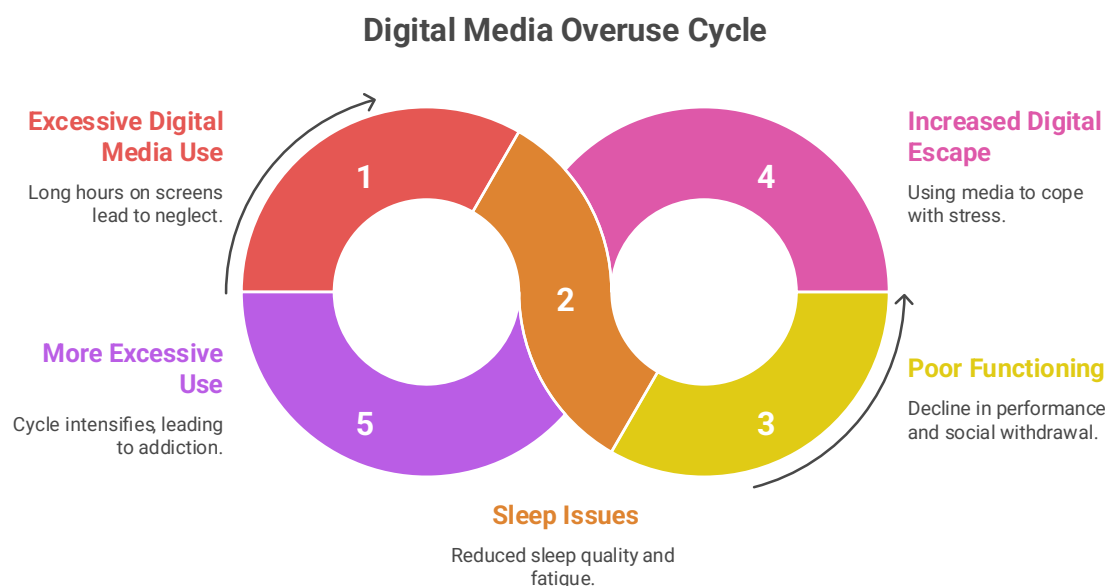 Digital Media Overuse Cycle
Excessive Digital
Media Use
Long hours on screens
lead to neglect.
1
Increased Digital
Escape
Using media to cope
with stress.
4
2
More Excessive
Use
Cycle intensifies, leading
to addiction.
5
Poor Functioning
Decline in performance
and social withdrawal.
3
Sleep Issues
Reduced sleep quality and
fatigue.